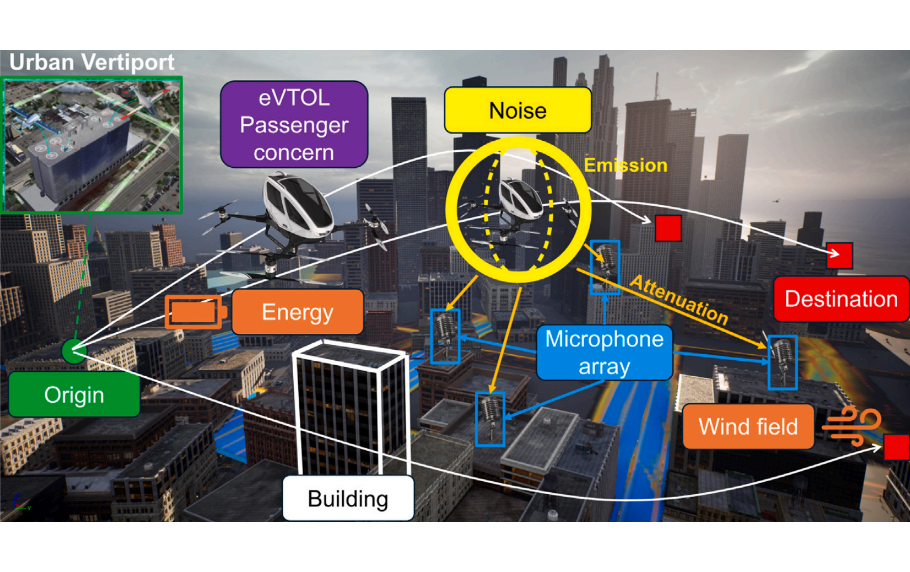 Urban Vertiport
eVTOL
Passenger
concern
Noise
Emission
Attenuation
Energy
Destination
Microphone
array
Origin
Wind field
Building